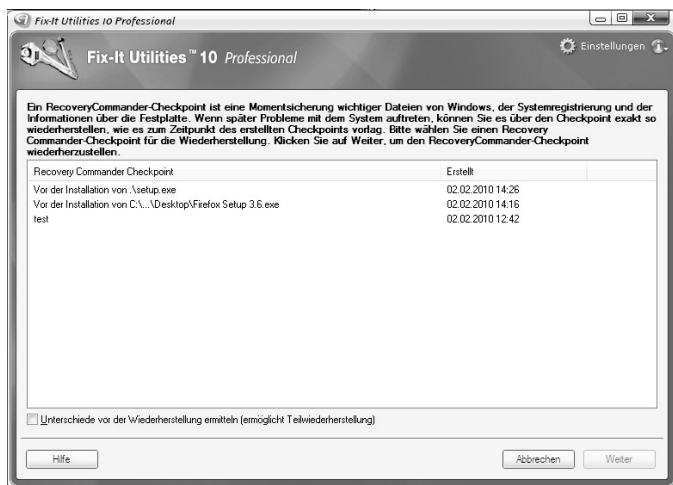 Fix-It Utilities 10 Professional
Fix-It Utilities™ 10 Professional
Einstellungen
Ein RecoveryCommander-Checkpoint ist eine Momentsicherung wichtiger Dateien von Windows, der Systemregistrierung und der
Informationen über die Festplatte. Wenn später Probleme mit dem System auftreten, können Sie es über den Checkpoint exakt so
wiederherstellen, wie es zum Zeitpunkt des erstellten Checkpoints vorlag. Bitte wählen Sie einen Recovery
Commander-Checkpoint für die Wiederherstellung. Klicken Sie auf Weiter, um den RecoveryCommander-Checkpoint
wiederherzustellen.
Recovery Commander Checkpoint Erstellt
Vor der Installation von .\setup.exe 02.02.2010 14:26
Vor der Installation von C:\...\Desktop\Firefox Setup 3.6.exe 02.02.2010 14:16
test 02.02.2010 12:42
Unterschiede vor der Wiederherstellung ermitteln (ermöglicht Teilwiederherstellung)
Hilfe Abbrechen Weiter